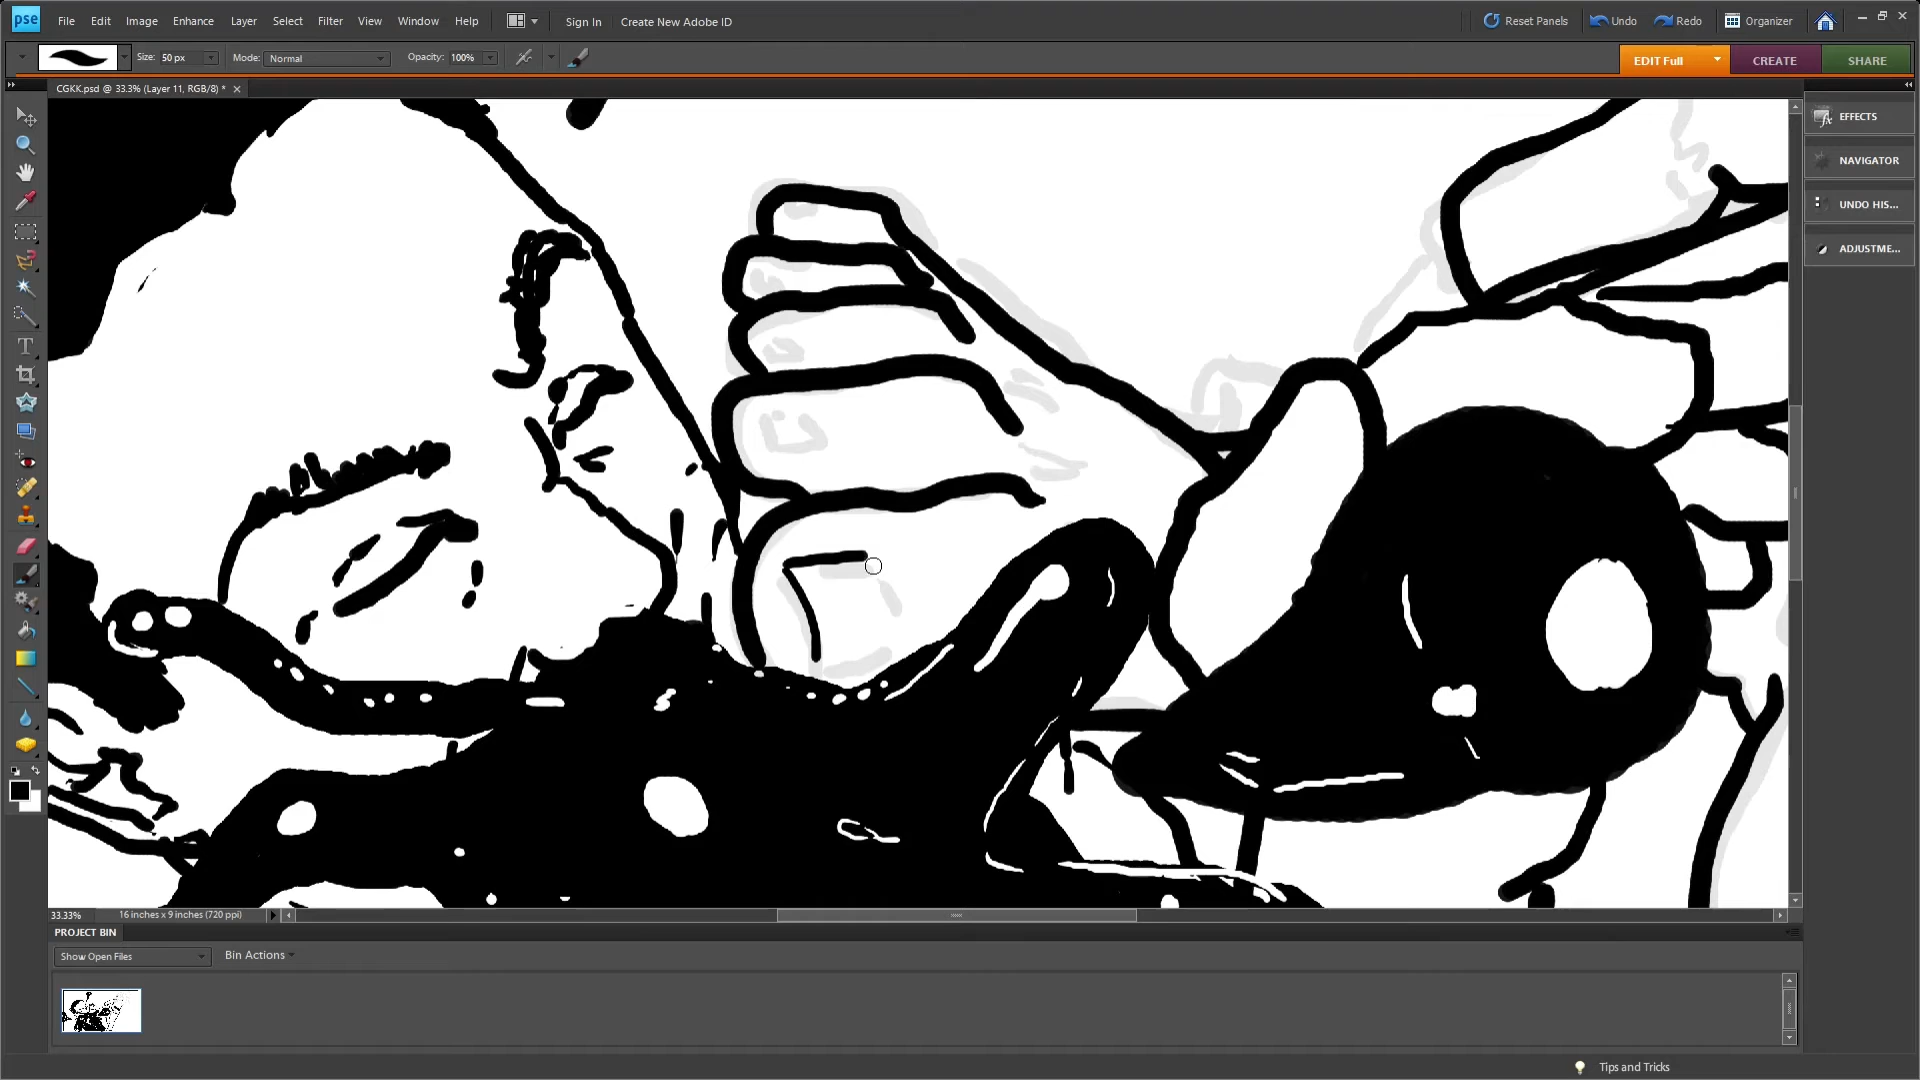 pse File Edit Image Enhance Layer Select Filter View Window Help Sign In Create New Adobe ID Reset Panels Undo Redo Organizer
Size: 50 px Mode: Normal Opacity: 100% EDIT Full CREATE SHARE
CGKK.psd @ 33.3% (Layer 11, RGB/8) *
EFFECTS
NAVIGATOR
UNDO HIS...
ADJUSTME...
33.33% 16 inches x 9 inches (720 ppi)
PROJECT BIN
Show Open Files Bin Actions
Tips and Tricks